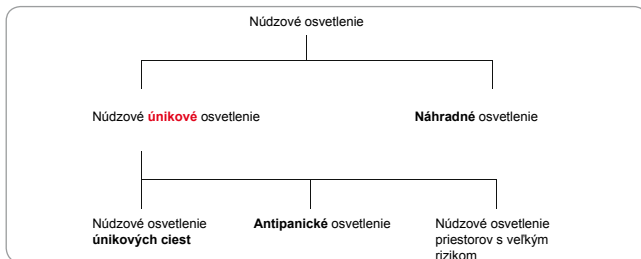 Núdzové osvetlenie
Núdzové únikové osvetlenie
Náhradné osvetlenie
Núdzové osvetlenie
únikových ciest
Antipanické osvetlenie
Núdzové osvetlenie
priestorov s veľkým
rizikom